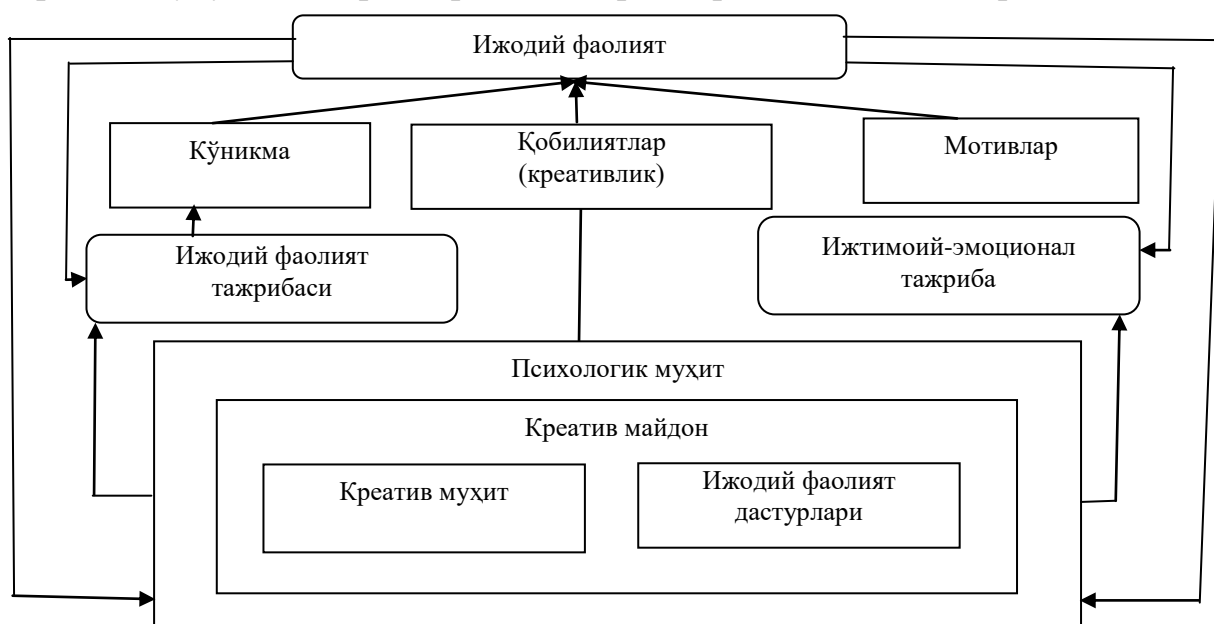 Ижодий фаолият
Кўникма
Қобилиятлар
(креативлик)
Мотивлар
Ижодий фаолият
тажрибаси
Ижтимоий-эмоционал
тажриба
Психологик муҳит
Креатив майдон
Креатив муҳит
Ижодий фаолият
дастурлари